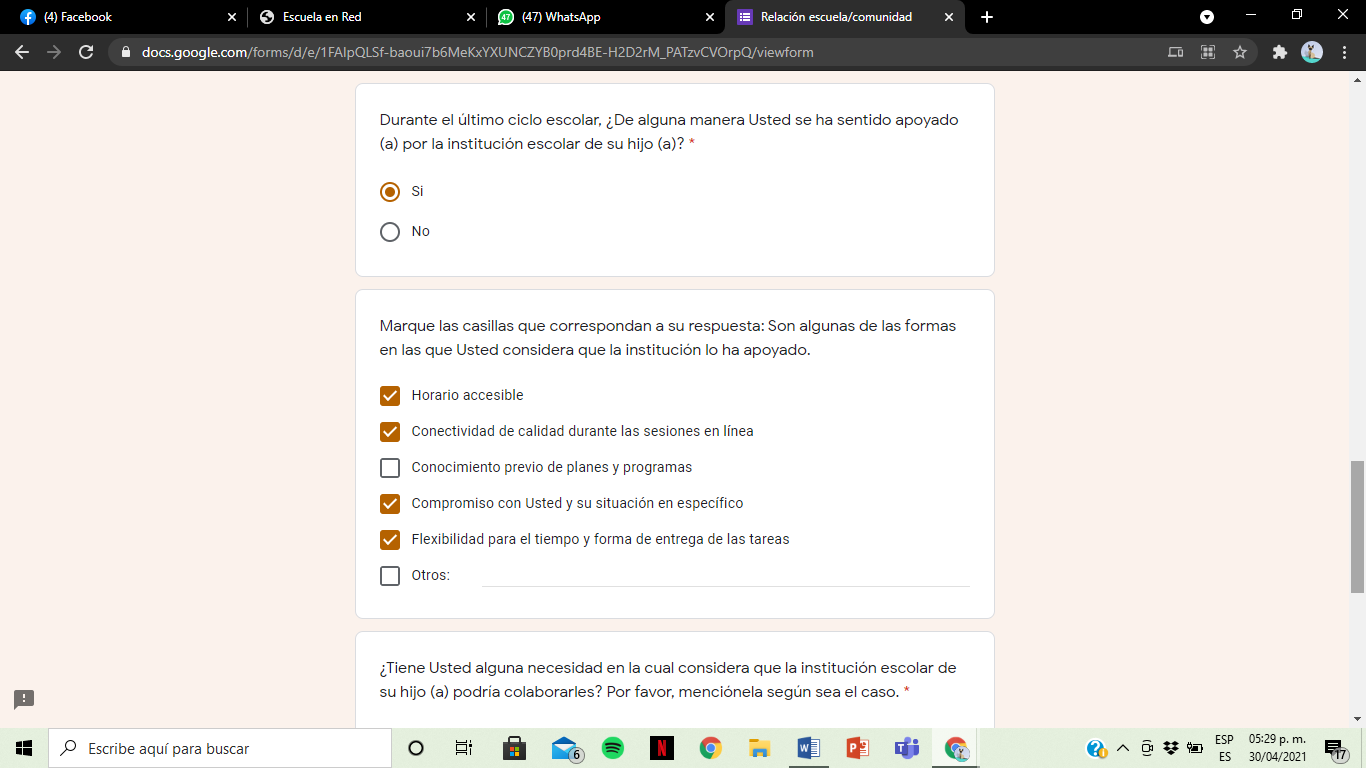 (4) Facebook
Escuela en Red
(47) WhatsApp
Relación escuela/comunidad
docs.google.com/forms/d/e/1FAIpQLSf-baoui7b6MeKxYXUNCZYB0prd4BE-H2D2rM_PATzvCVOrpQ/viewform
Durante el último ciclo escolar, ¿De alguna manera Usted se ha sentido apoyado
(a) por la institución escolar de su hijo (a)? *
Si
No
Marque las casillas que correspondan a su respuesta: Son algunas de las formas
en las que Usted considera que la institución lo ha apoyado.
Horario accesible
Conectividad de calidad durante las sesiones en línea
Conocimiento previo de planes y programas
Compromiso con Usted y su situación en específico
Flexibilidad para el tiempo y forma de entrega de las tareas
Otros:
¿Tiene Usted alguna necesidad en la cual considera que la institución escolar de
su hijo (a) podría colaborarles? Por favor, menciónela según sea el caso. *
Escribe aquí para buscar
6
ESP
ES
05:29 p. m.
30/04/2021
17